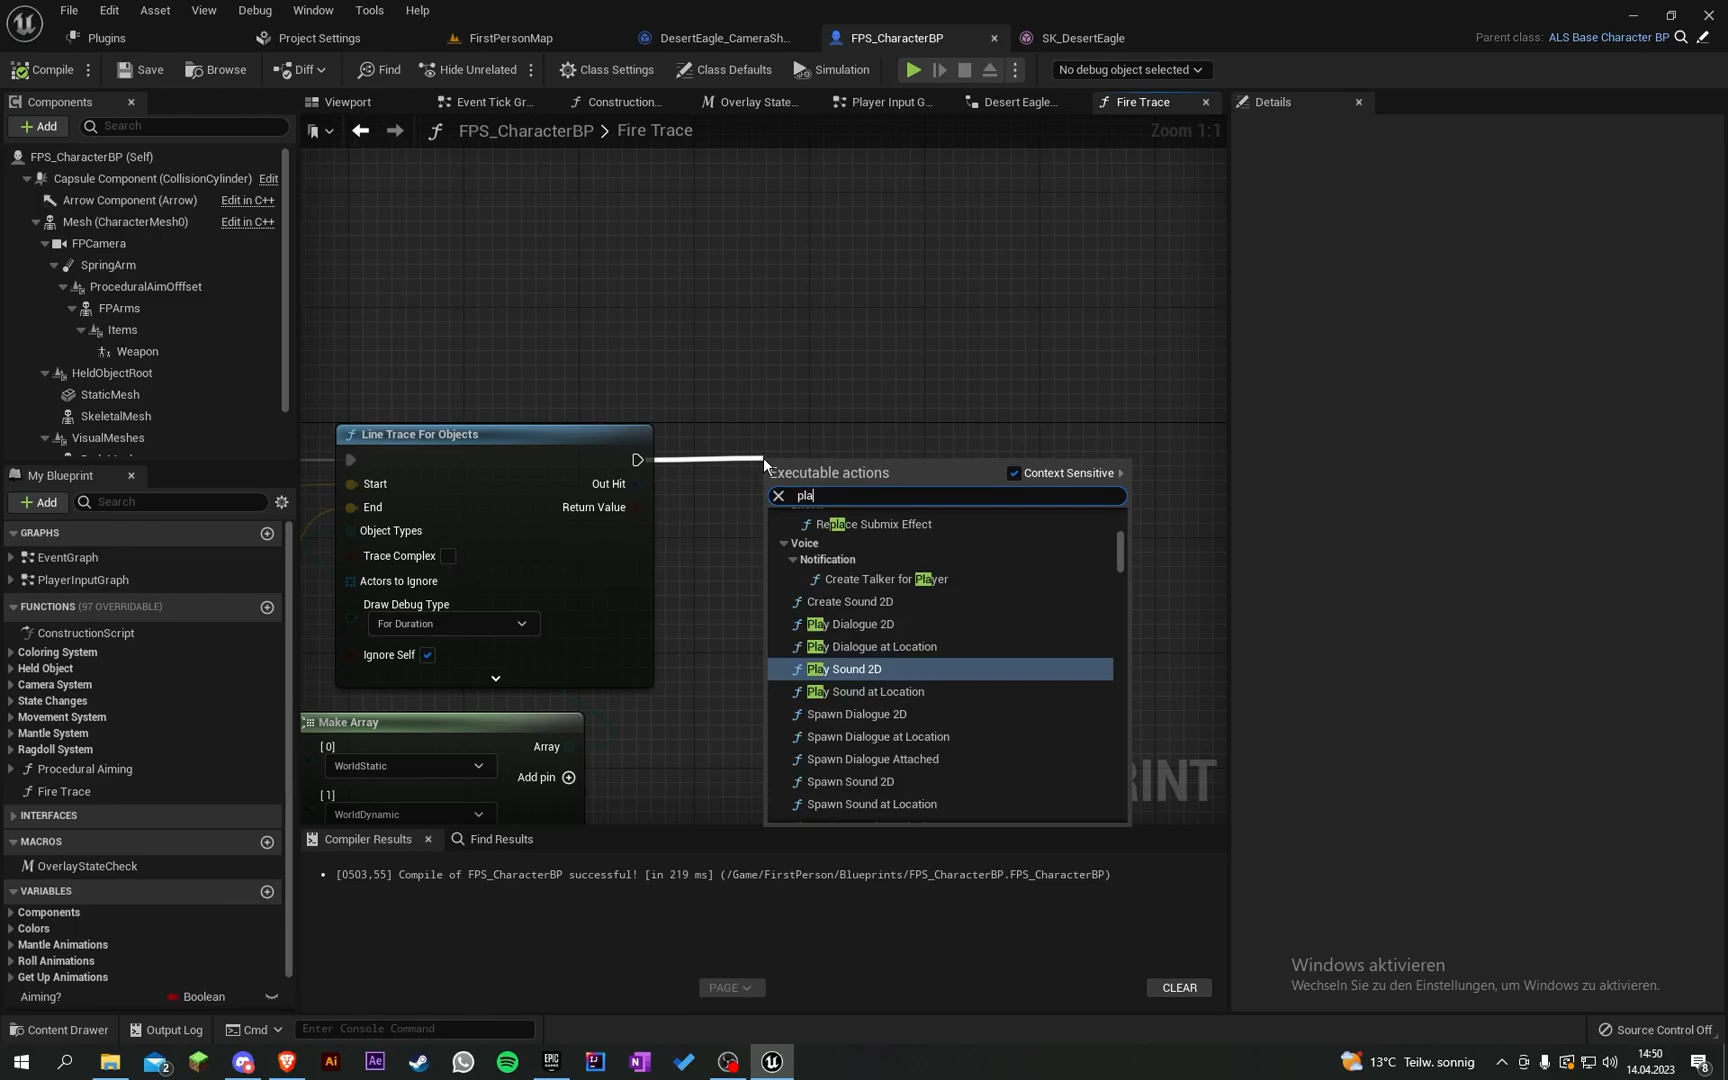 File Edit Asset View Debug Window Tools Help
Plugins Project Settings FirstPersonMap DesertEagle_CameraSh... FPS_CharacterBP SK_DesertEagle Parent class: ALS Base Character BP
Compile Save Browse Diff Find Hide Unrelated Class Settings Class Defaults Simulation No debug object selected
Components
Viewport Event Tick Gr... Construction... Overlay State... Player Input G... Desert Eagle... Fire Trace
Details
Add Search
FPS_CharacterBP > Fire Trace
Zoom 1:1
FPS_CharacterBP (Self)
Capsule Component (CollisionCylinder) Edit
Arrow Component (Arrow) Edit in C++
Mesh (CharacterMesh0) Edit in C++
FPCamera
SpringArm
ProceduralAimOfffset
FPArms
Items
Weapon
HeldObjectRoot
StaticMesh
SkeletalMesh
VisualMeshes
My Blueprint
Add Search
GRAPHS
EventGraph
PlayerInputGraph
FUNCTIONS (97 OVERRIDABLE)
ConstructionScript
Coloring System
Held Object
Camera System
State Changes
Movement System
Mantle System
Ragdoll System
Procedural Aiming
Fire Trace
INTERFACES
MACROS
OverlayStateCheck
VARIABLES
Components
Colors
Mantle Animations
Roll Animations
Get Up Animations
Aiming? Boolean
Line Trace For Objects
Start Out Hit
End Return Value
Object Types
Trace Complex
Actors to Ignore
Draw Debug Type
For Duration
Ignore Self
Make Array
[0] Array
WorldStatic
Add pin
[1]
WorldDynamic
Executable actions Context Sensitive
pla
Replace Submix Effect
Voice
Notification
Create Talker for Player
Create Sound 2D
Play Dialogue 2D
Play Dialogue at Location
Play Sound 2D
Play Sound at Location
Spawn Dialogue 2D
Spawn Dialogue at Location
Spawn Dialogue Attached
Spawn Sound 2D
Spawn Sound at Location
RINT
Compiler Results Find Results
[0503,55] Compile of FPS_CharacterBP successful! [in 219 ms] (/Game/FirstPerson/Blueprints/FPS_CharacterBP.FPS_CharacterBP)
PAGE CLEAR
Windows aktivieren
Wechseln Sie zu den Einstellungen, um Windows zu aktivieren.
Content Drawer Output Log Cmd Enter Console Command Source Control Off
2 Ai Ae EPIC GAMES IJ N 13°C Teilw. sonnig 14:50
14.04.2023 8